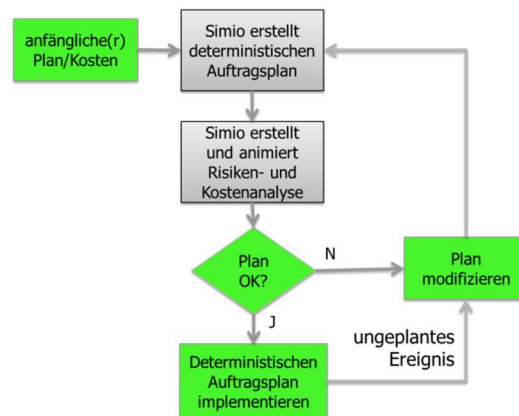 anfängliche(r)
Plan/Kosten
Simio erstellt
deterministischen
Auftragsplan
Simio erstellt
und animiert
Risiken- und
Kostenanalyse
Plan
OK?
N
Plan
modifizieren
J
ungeplantes
Ereignis
Deterministischen
Auftragsplan
implementieren